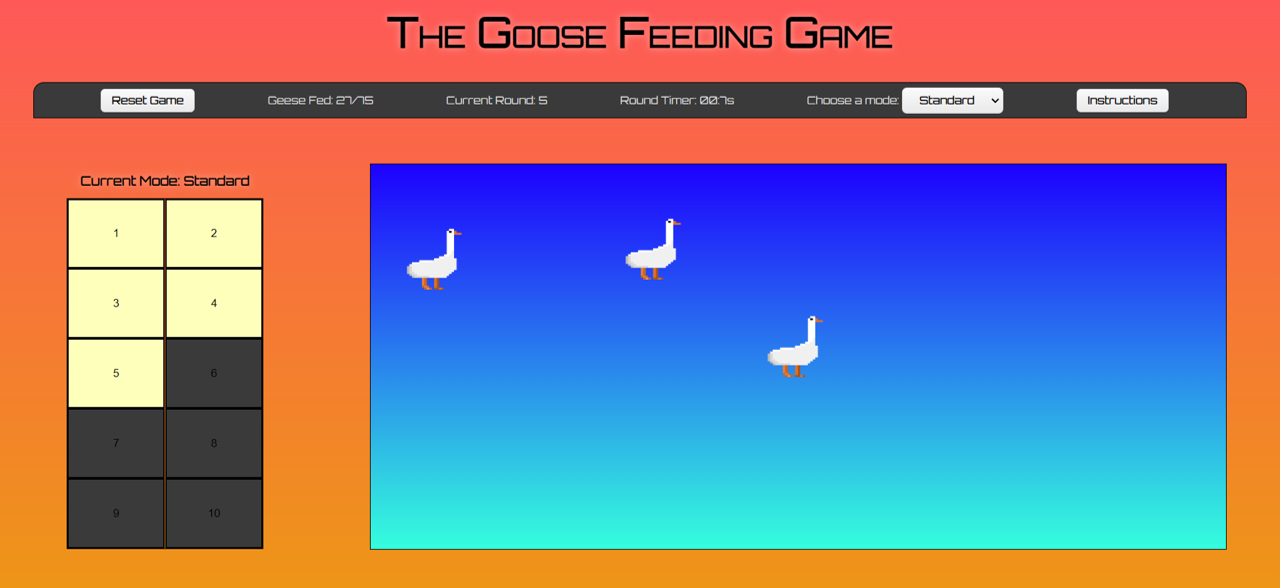 The Goose Feeding Game
Reset Game Geese Fed: 27/75 Current Round: 5 Round Timer: 00:7s Choose a mode: Standard Instructions
Current Mode: Standard
1 2
3 4
5 6
7 8
9 10